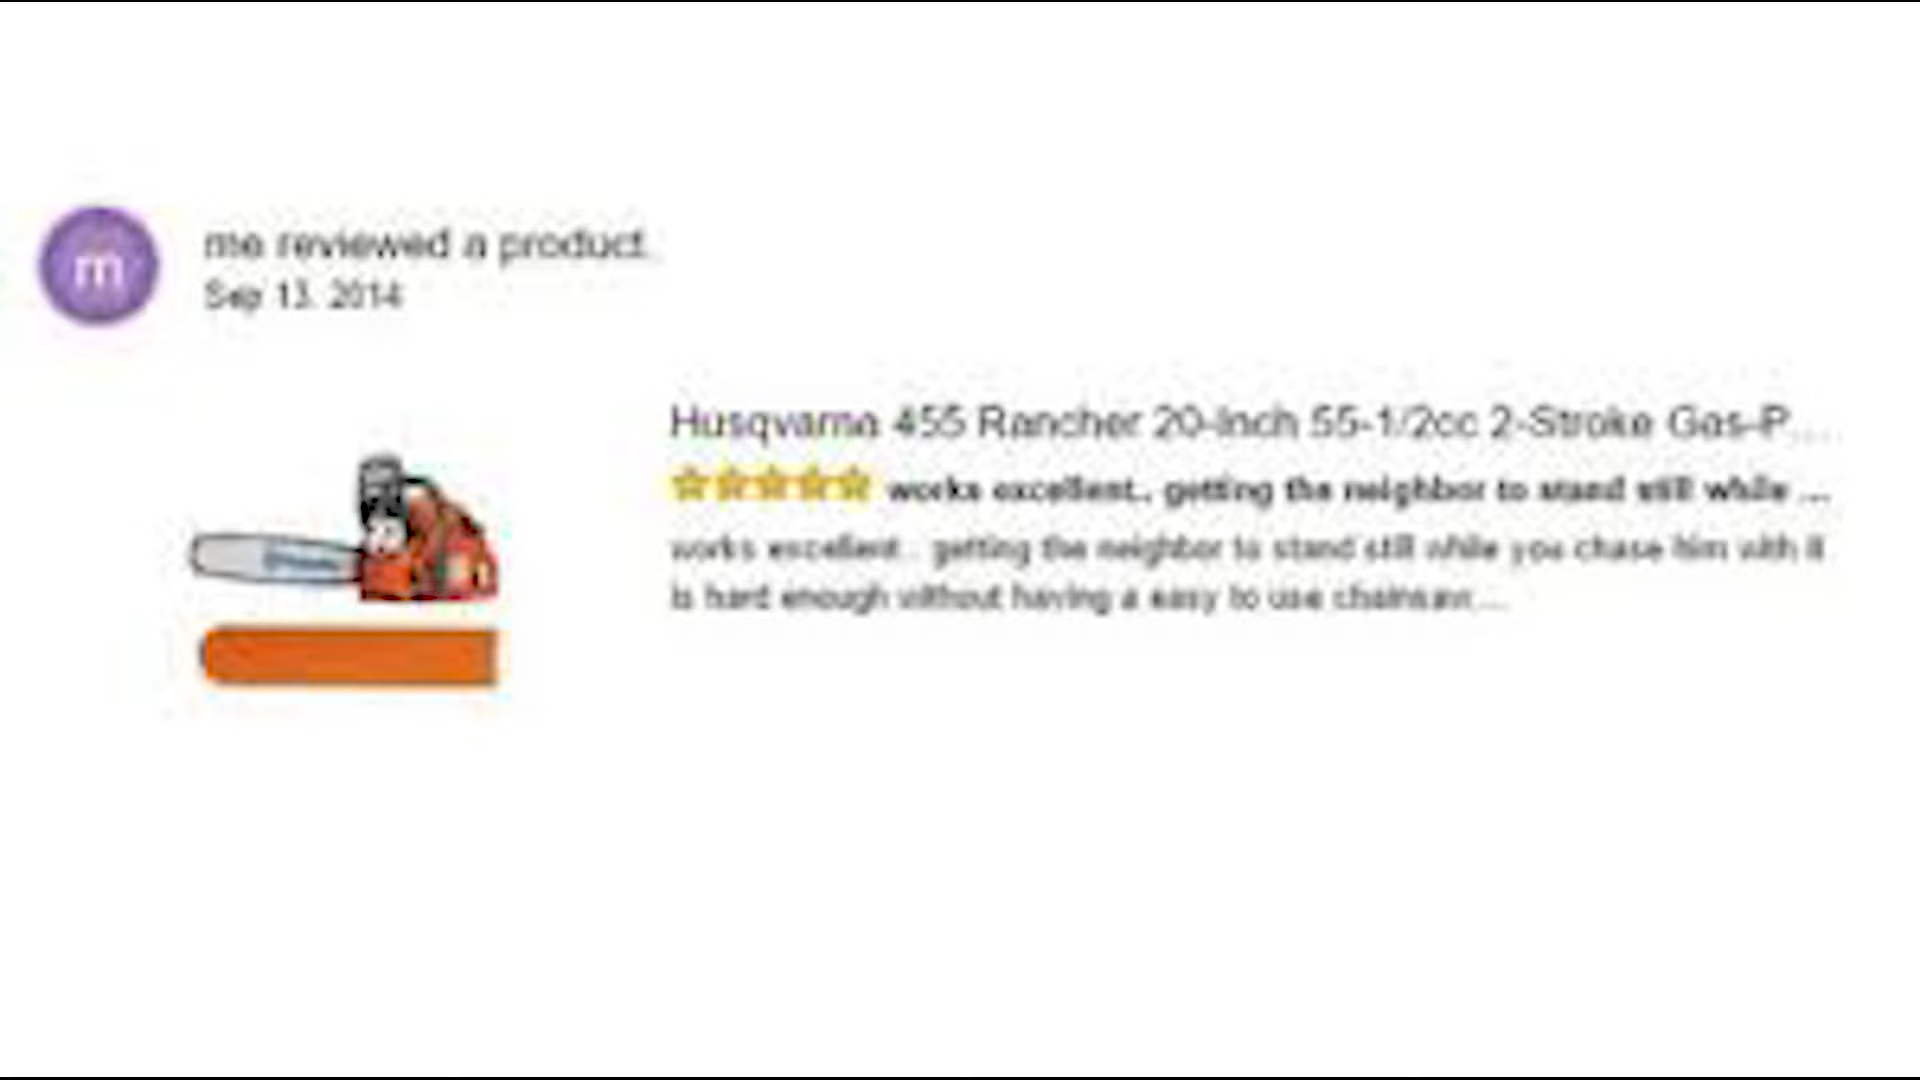 m
me reviewed a product.
Sep 13, 2014
Husqvarna 455 Rancher 20-Inch 55-1/2cc 2-Stroke Gas-P...
works excellent.. getting the neighbor to stand still while ...
works excellent.. getting the neighbor to stand still while you chase him with it
is hard enough without having a easy to use chainsaw....